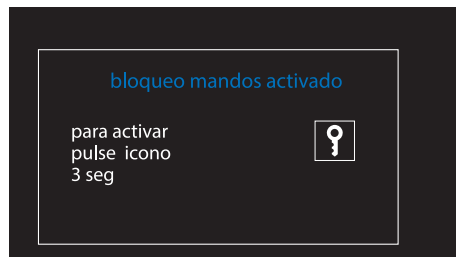 bloqueo mandos activado
para activar
pulse icono
3 seg